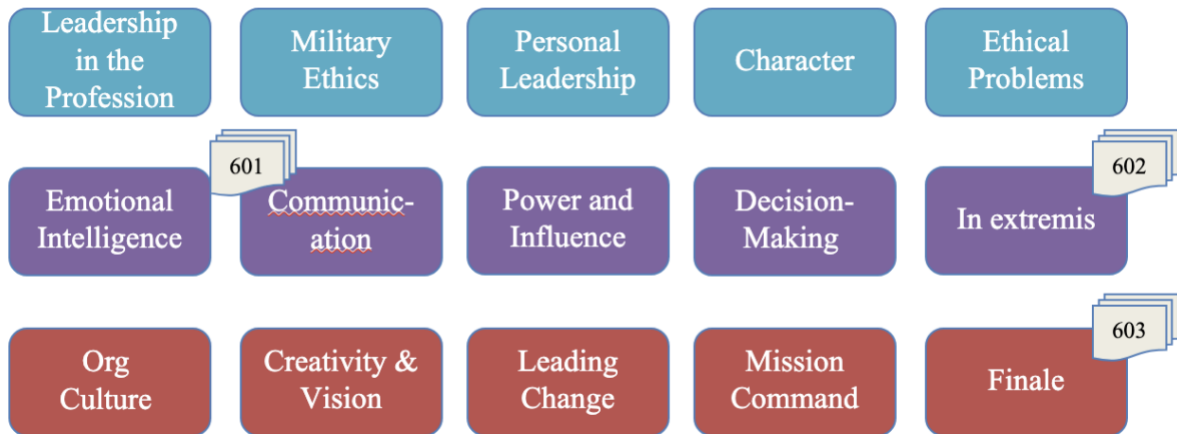 Leadership
in the
Profession
Military
Ethics
Personal
Leadership
Character
Ethical
Problems
601
602
Emotional
Intelligence
Communic-
ation
Power and
Influence
Decision-
Making
In extremis
603
Org
Culture
Creativity &
Vision
Leading
Change
Mission
Command
Finale